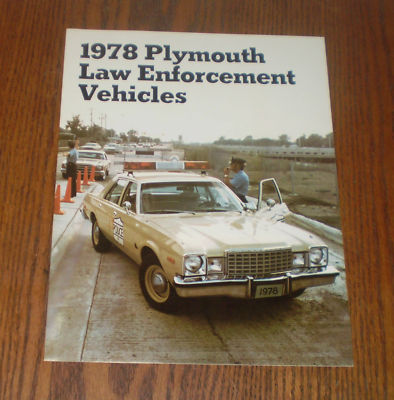 1978 Plymouth
Law Enforcement
Vehicles
1978